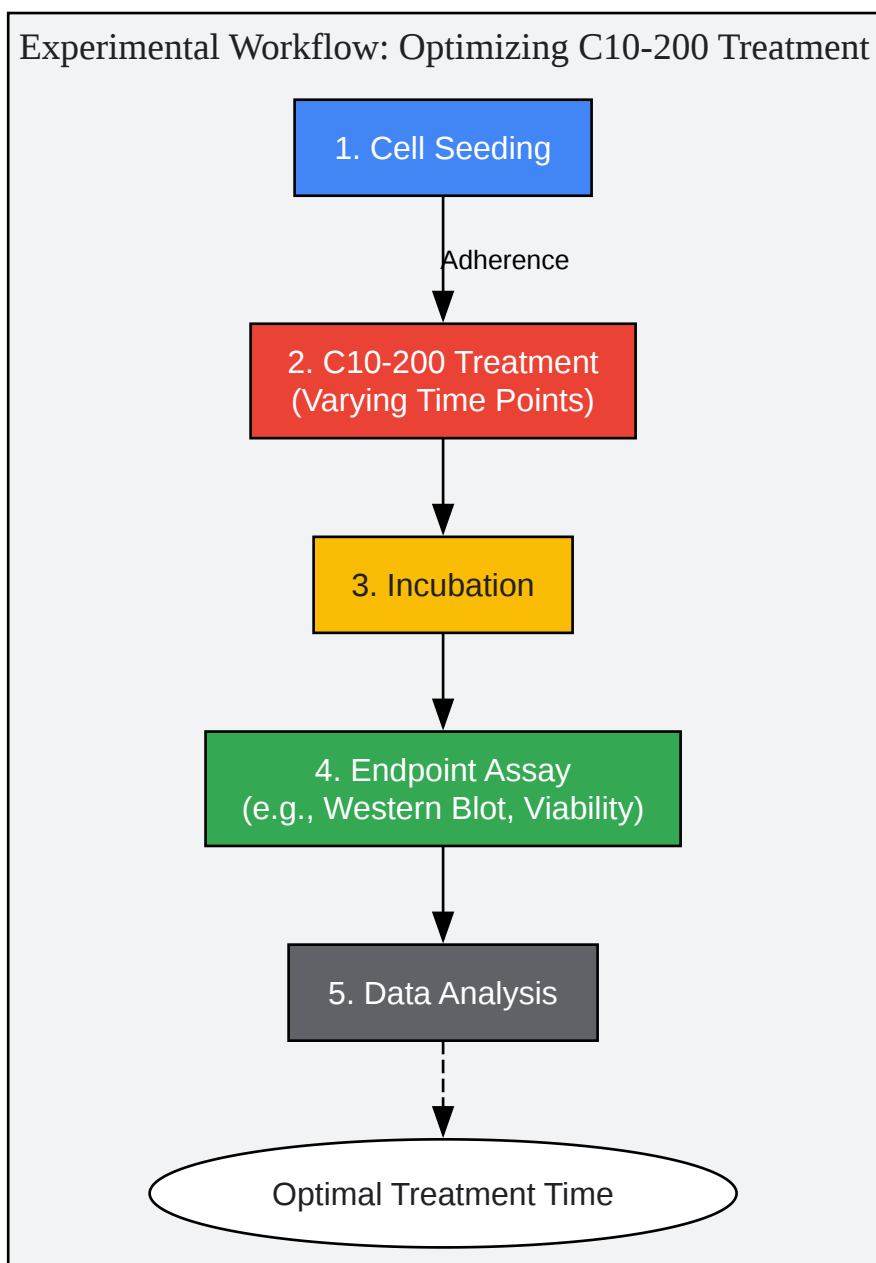 Experimental Workflow: Optimizing C10-200 Treatment
1. Cell Seeding
Adherence
2. C10-200 Treatment
(Varying Time Points)
3. Incubation
4. Endpoint Assay
(e.g., Western Blot, Viability)
5. Data Analysis
Optimal Treatment Time